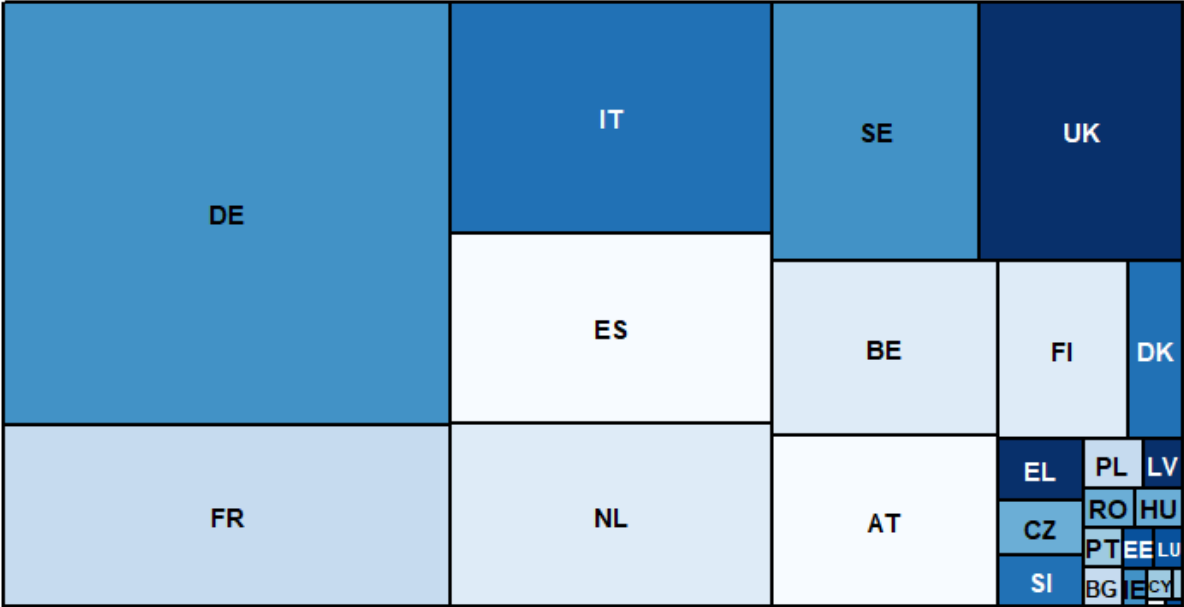 DE
FR
IT
ES
NL
SE
UK
BE
FI
DK
AT
EL
CZ
SI
PL
LV
RO
HU
PT
EE
LU
BG
IE
CY